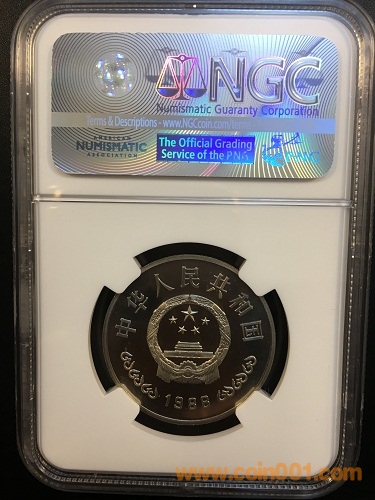 NGC
Numismatic Guaranty Corporation
Terms & Descriptions - www.NGCcoin.com/Terms
AMERICAN
NUMISMATIC
ASSOCIATION
The Official Grading
Service of the PNG
中华人民共和国
1988
www.coin001.com